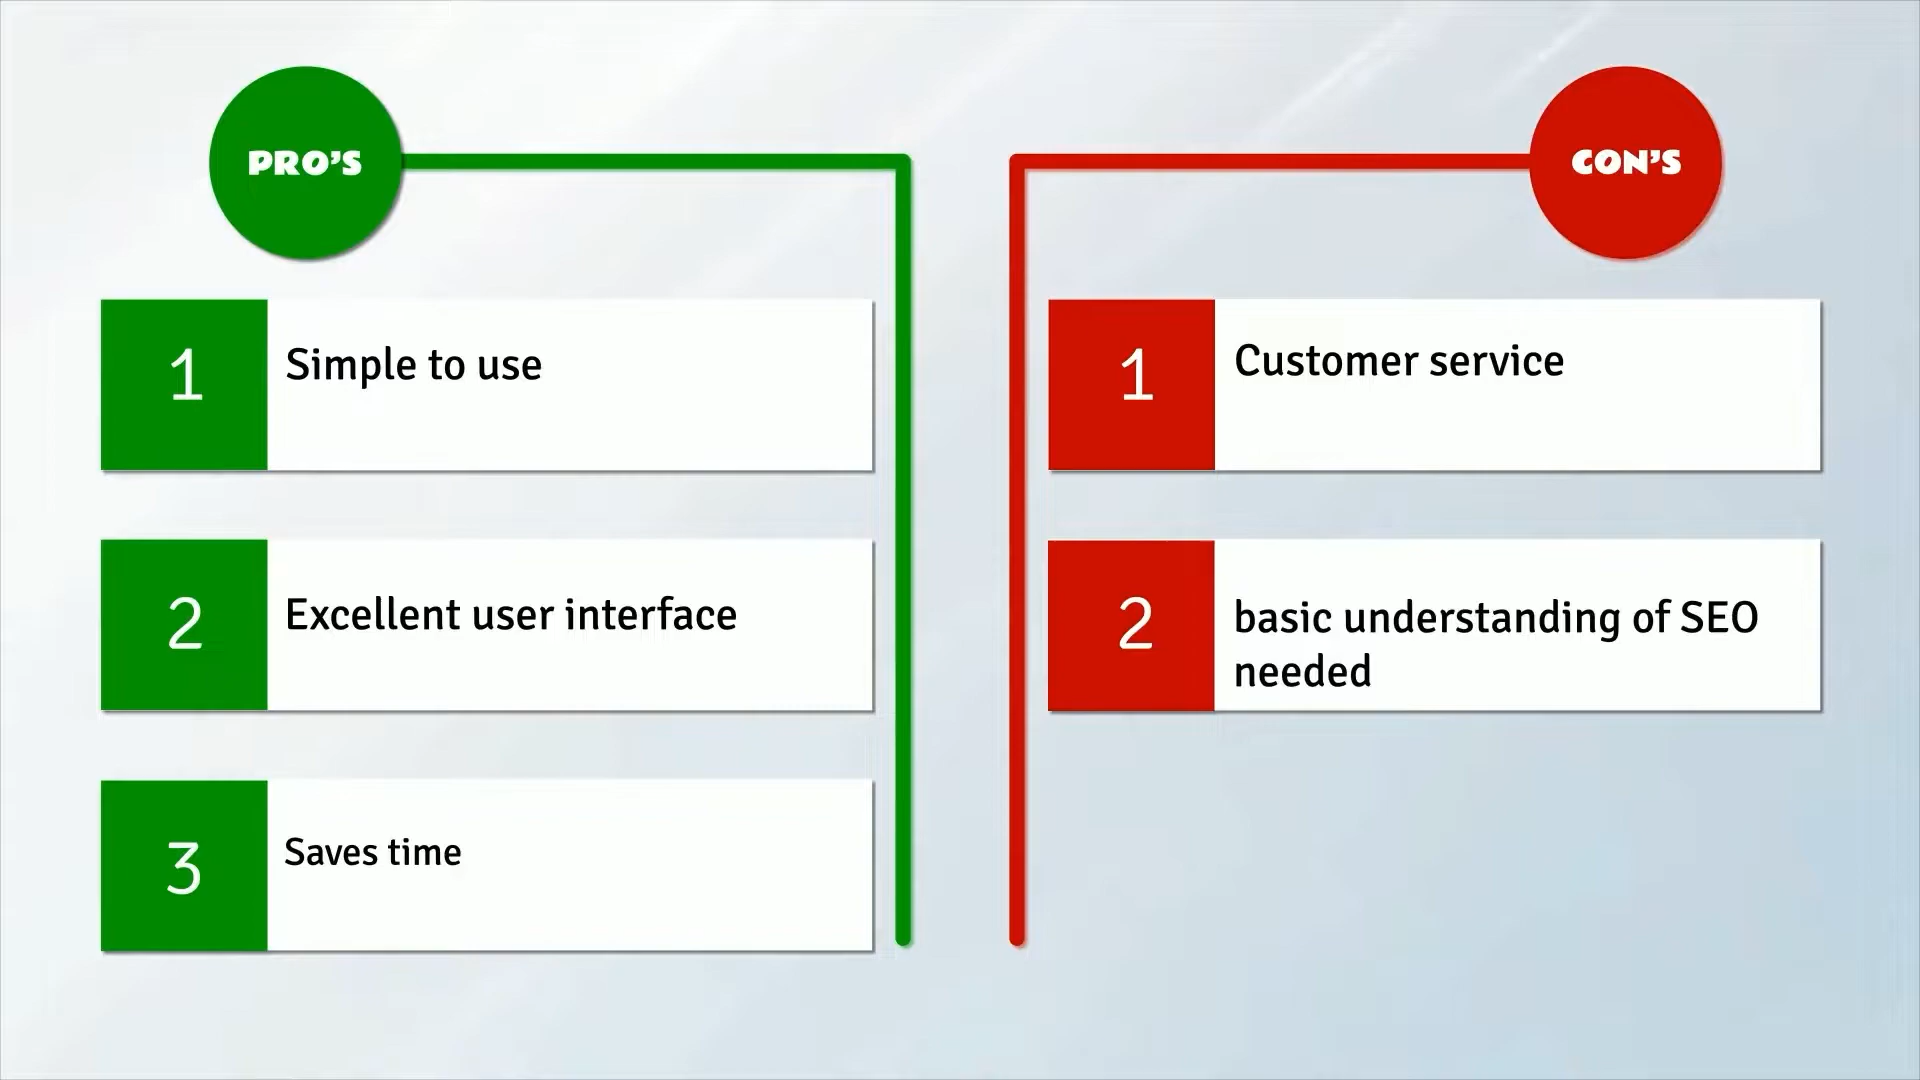 PRO'S
1
Simple to use
2
Excellent user interface
3
Saves time
CON'S
1
Customer service
2
basic understanding of SEO
needed